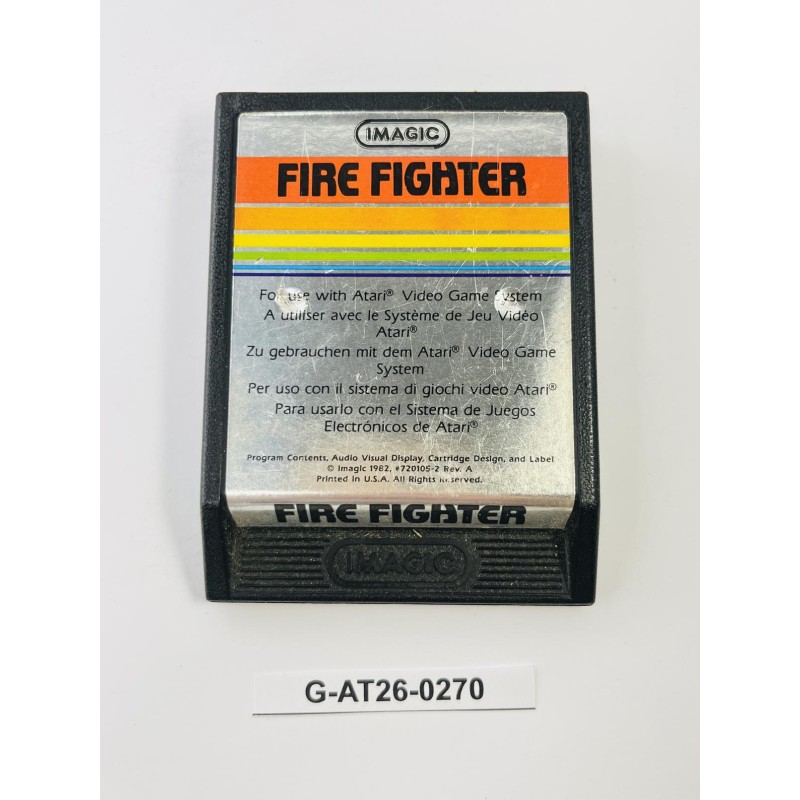 IMAGIC
FIRE FIGHTER
For use with Atari® Video Game System
A utiliser avec le Système de Jeu Vidéo
Atari®
Zu gebrauchen mit dem Atari® Video Game
System
Per uso con il sistema di giochi video Atari®
Para usarlo con el Sistema de Juegos
Electrónicos de Atari®
Program Contents, Audio Visual Display, Cartridge Design, and Label
© Imagic 1982, #720105-2 Rev. A
Printed in U.S.A. All Rights Reserved.
FIRE FIGHTER
IMAGIC
G-AT26-0270